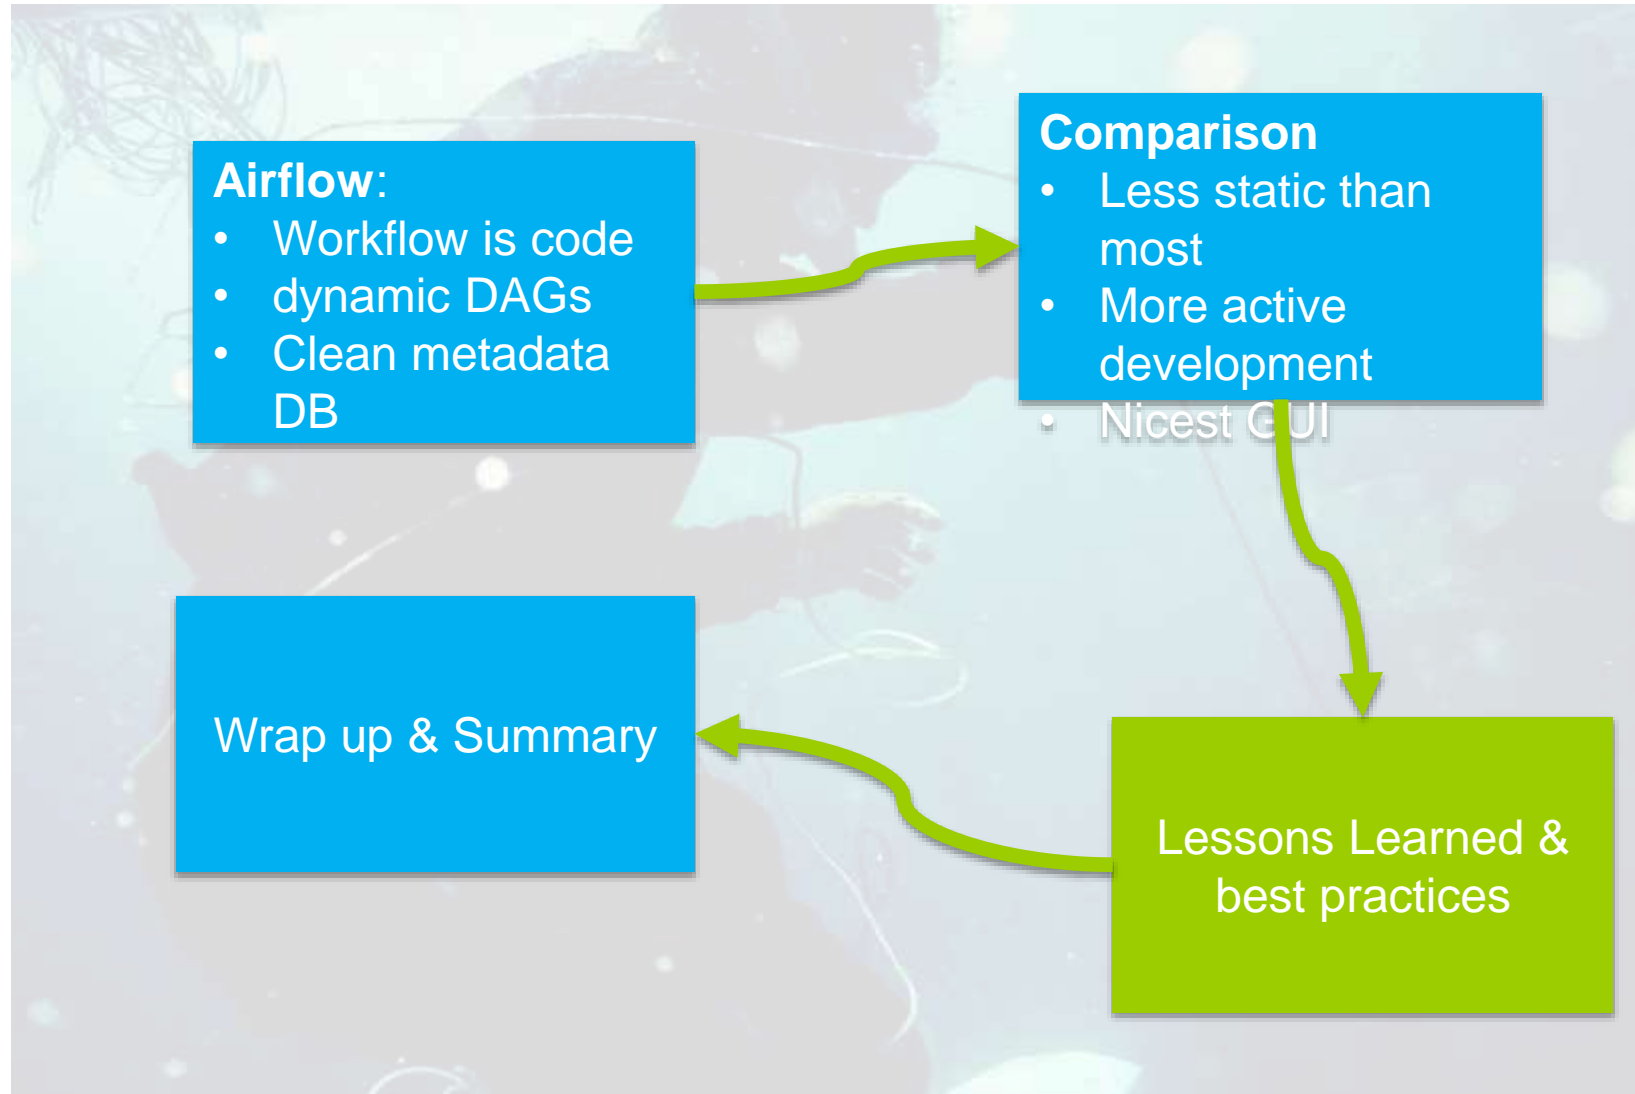 Airflow:
• Workflow is code
• dynamic DAGs
• Clean metadata
DB
Comparison
• Less static than
most
• More active
development
• Nicest GUI
Lessons Learned &
best practices
Wrap up & Summary